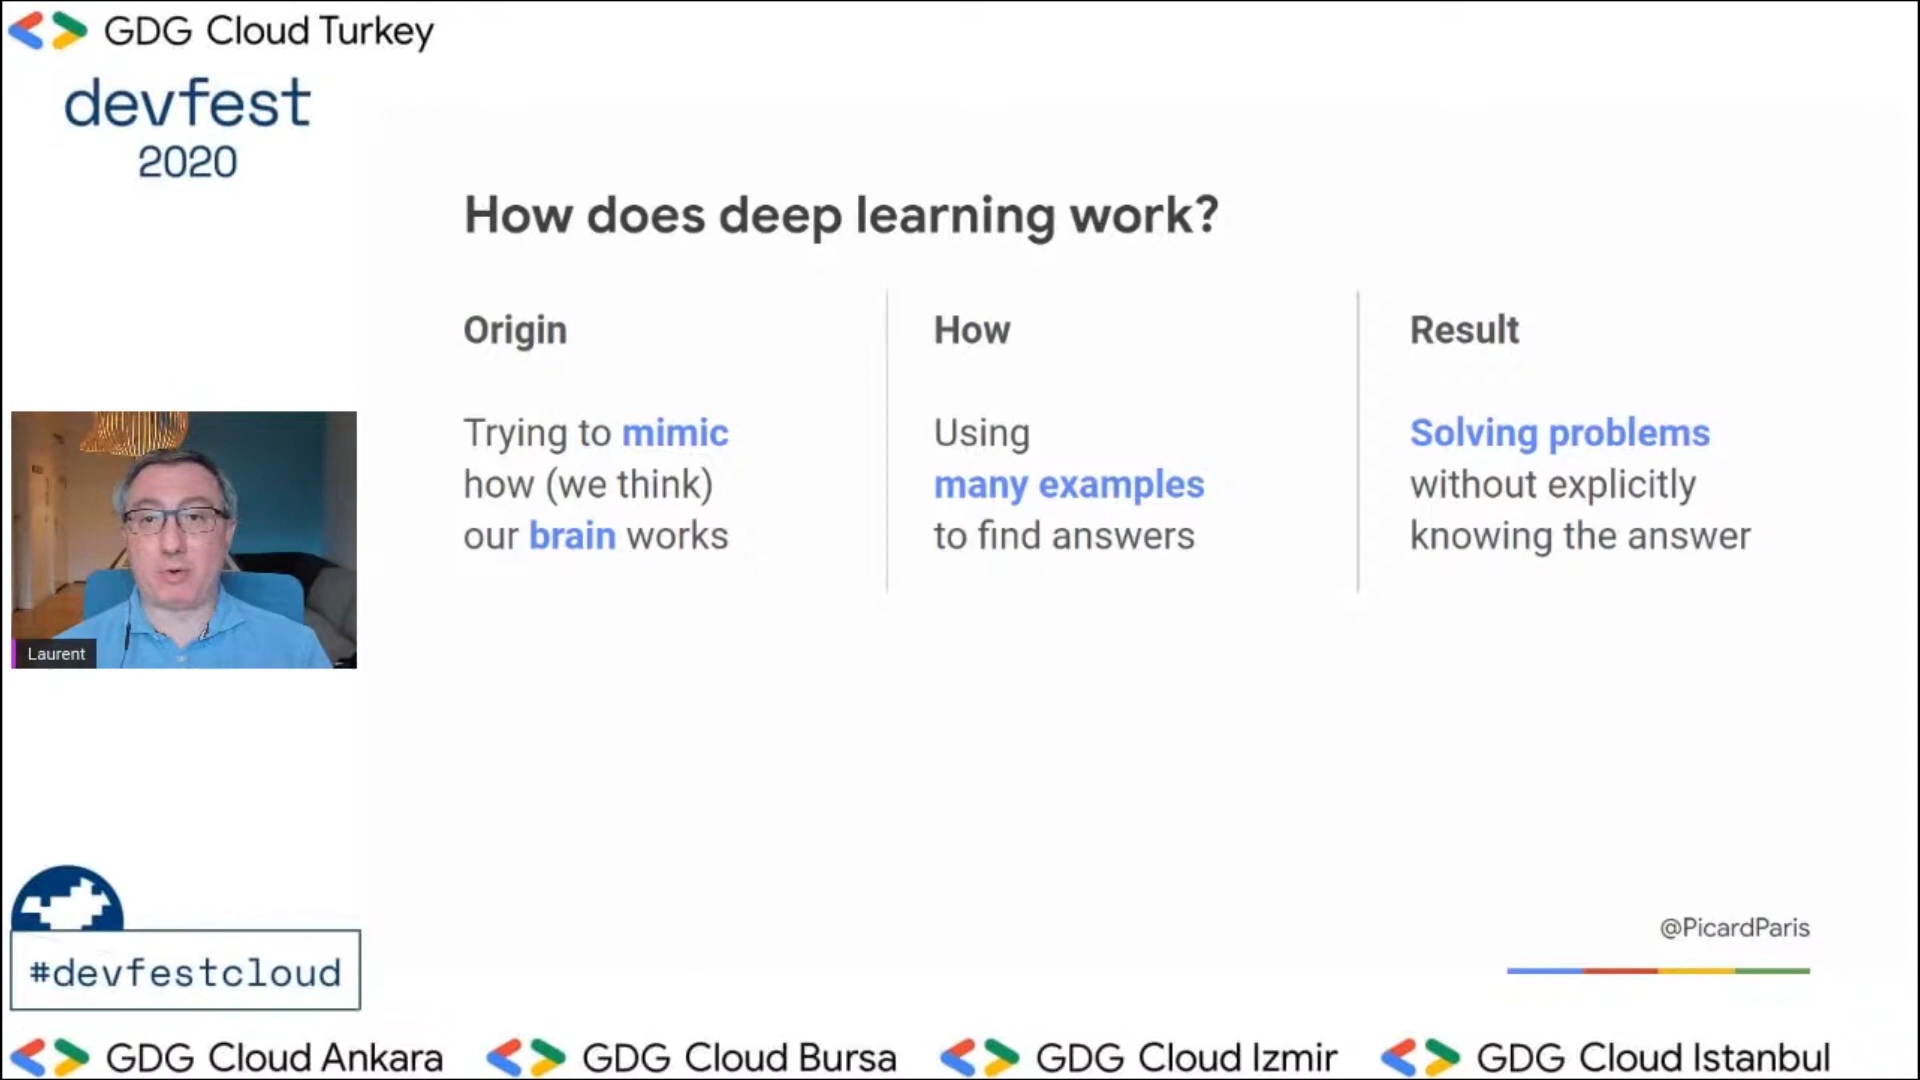 GDG Cloud Turkey
devfest
2020
How does deep learning work?
Origin
Trying to mimic
how (we think)
our brain works
How
Using
many examples
to find answers
Result
Solving problems
without explicitly
knowing the answer
Laurent
@PicardParis
#devfestcloud
GDG Cloud Ankara
GDG Cloud Bursa
GDG Cloud Izmir
GDG Cloud Istanbul